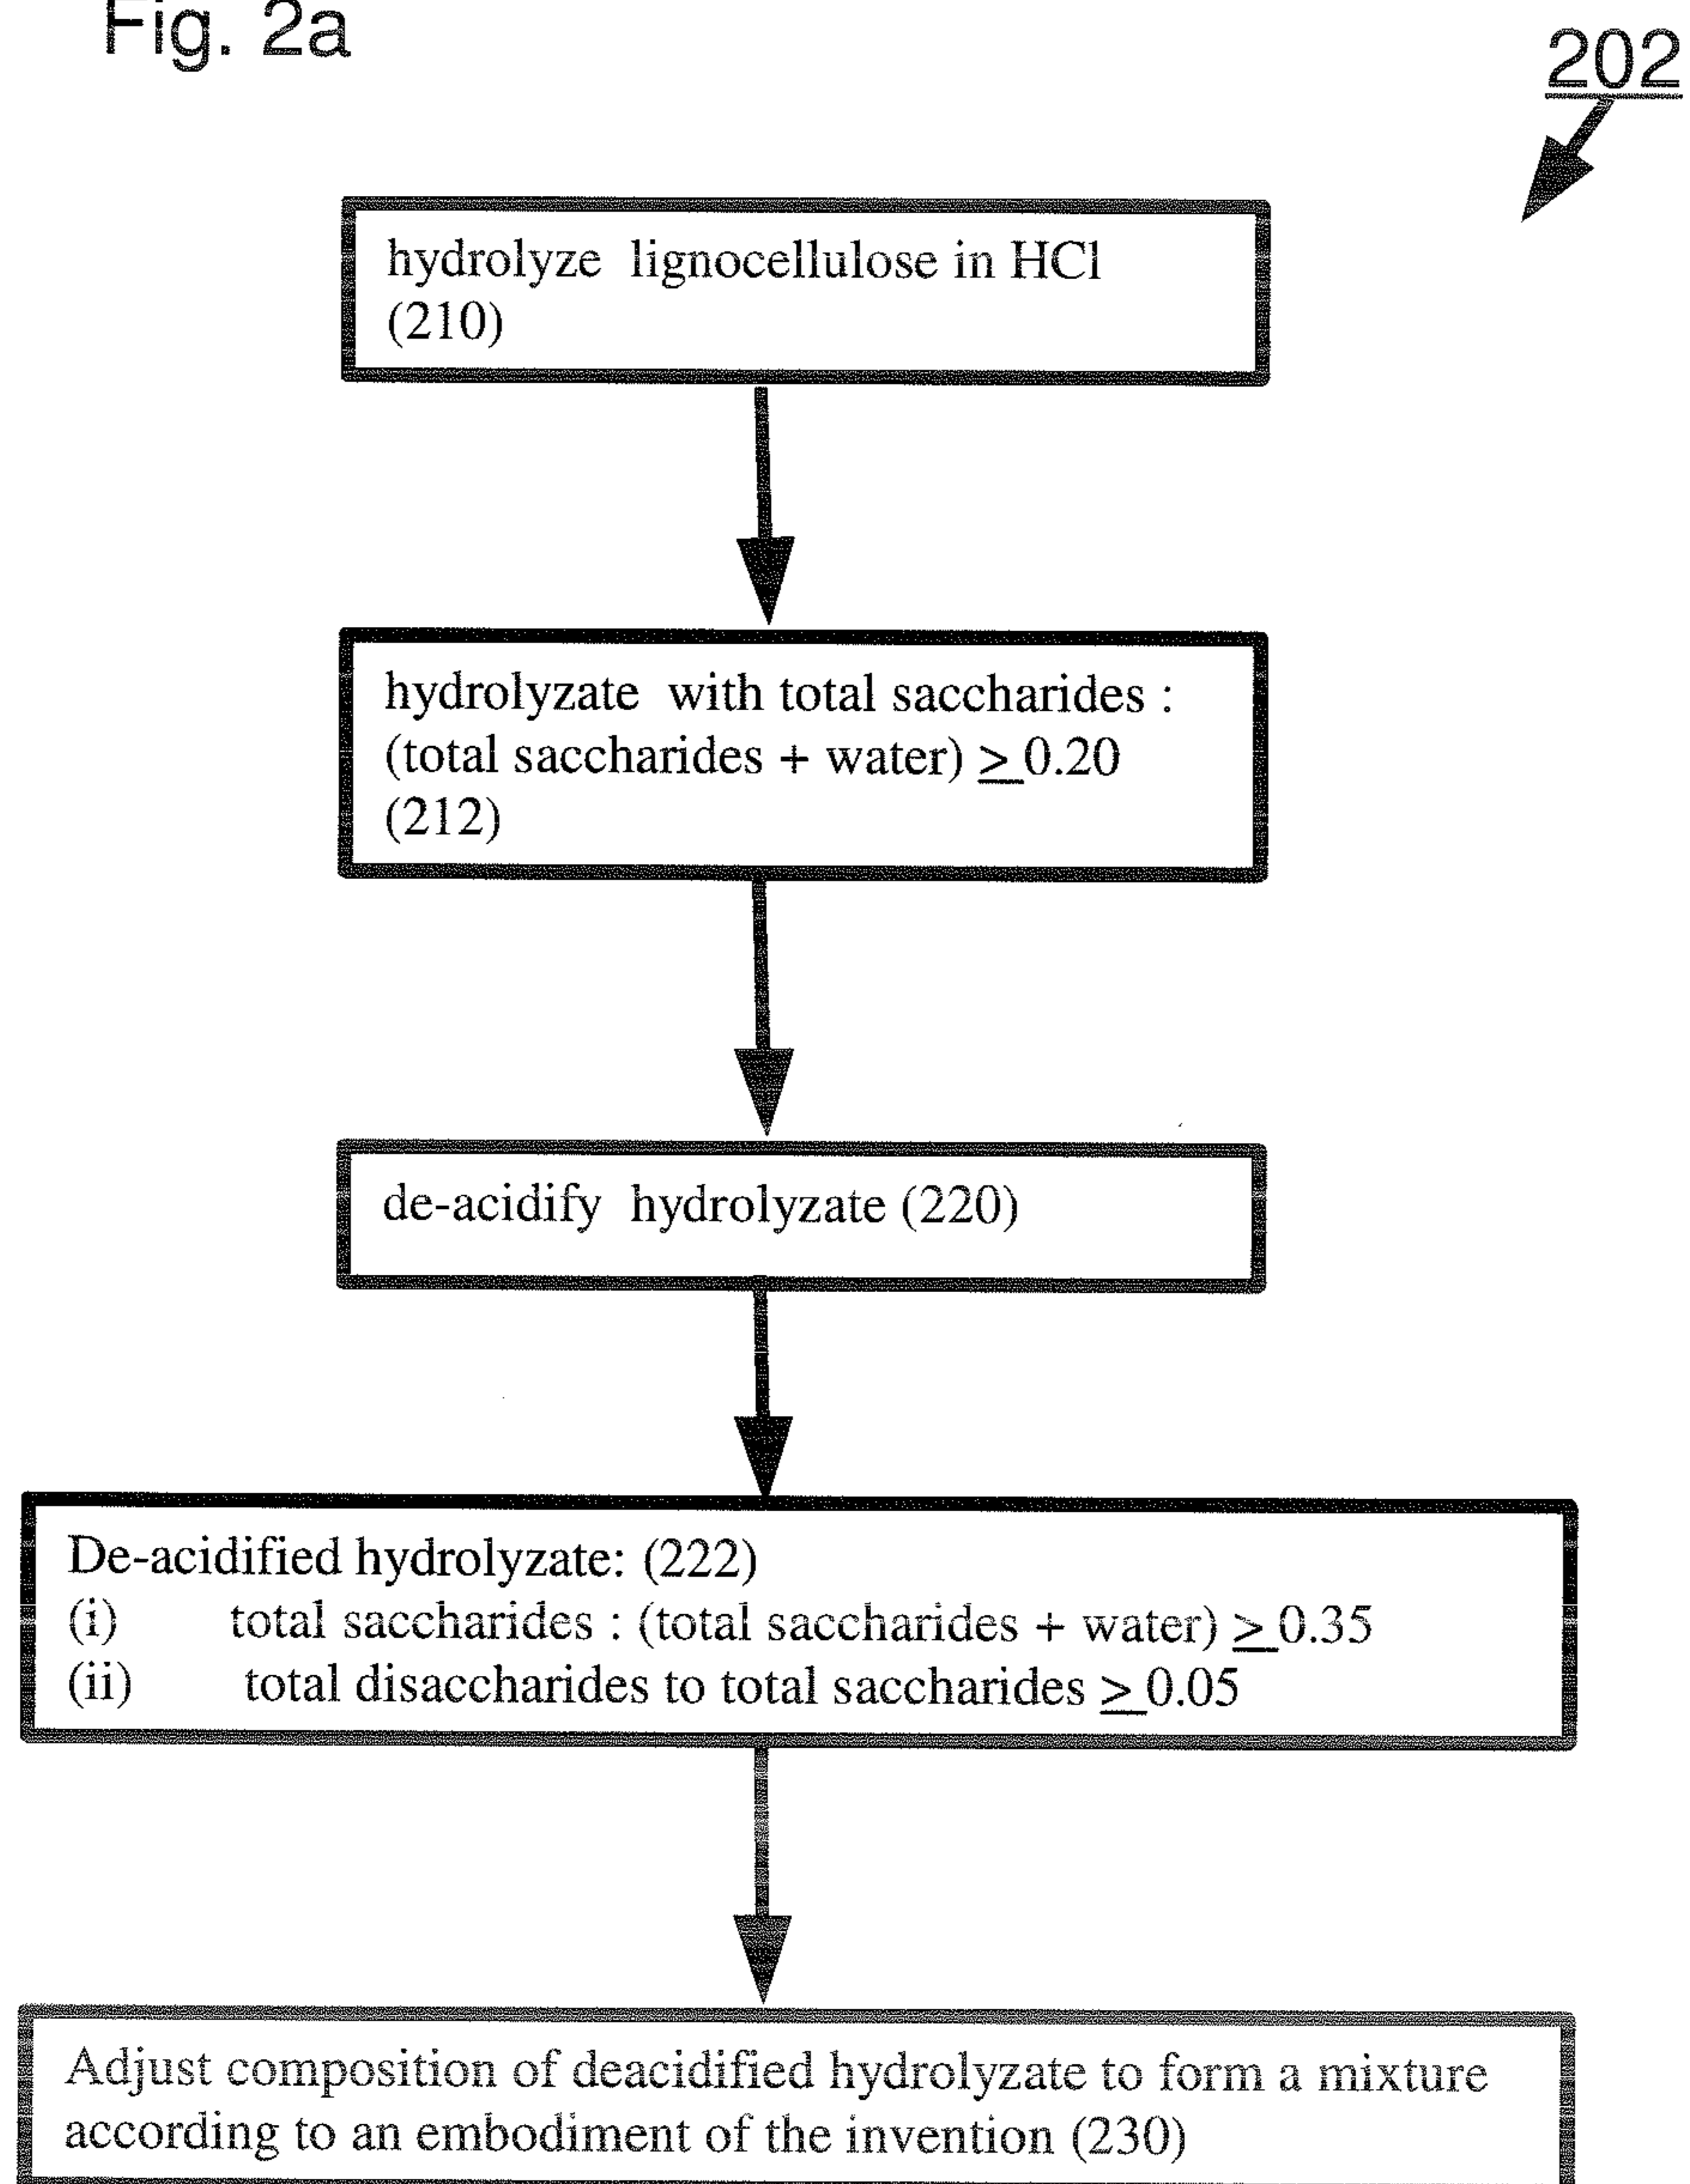 Fig. 2a
202
hydrolyze lignocellulose in HCl
(210)
hydrolyzate with total saccharides :
(total saccharides + water) ≥ 0.20
(212)
de-acidify hydrolyzate (220)
De-acidified hydrolyzate: (222)
(i) total saccharides : (total saccharides + water) ≥ 0.35
(ii) total disaccharides to total saccharides ≥ 0.05
Adjust composition of deacidified hydrolyzate to form a mixture
according to an embodiment of the invention (230)